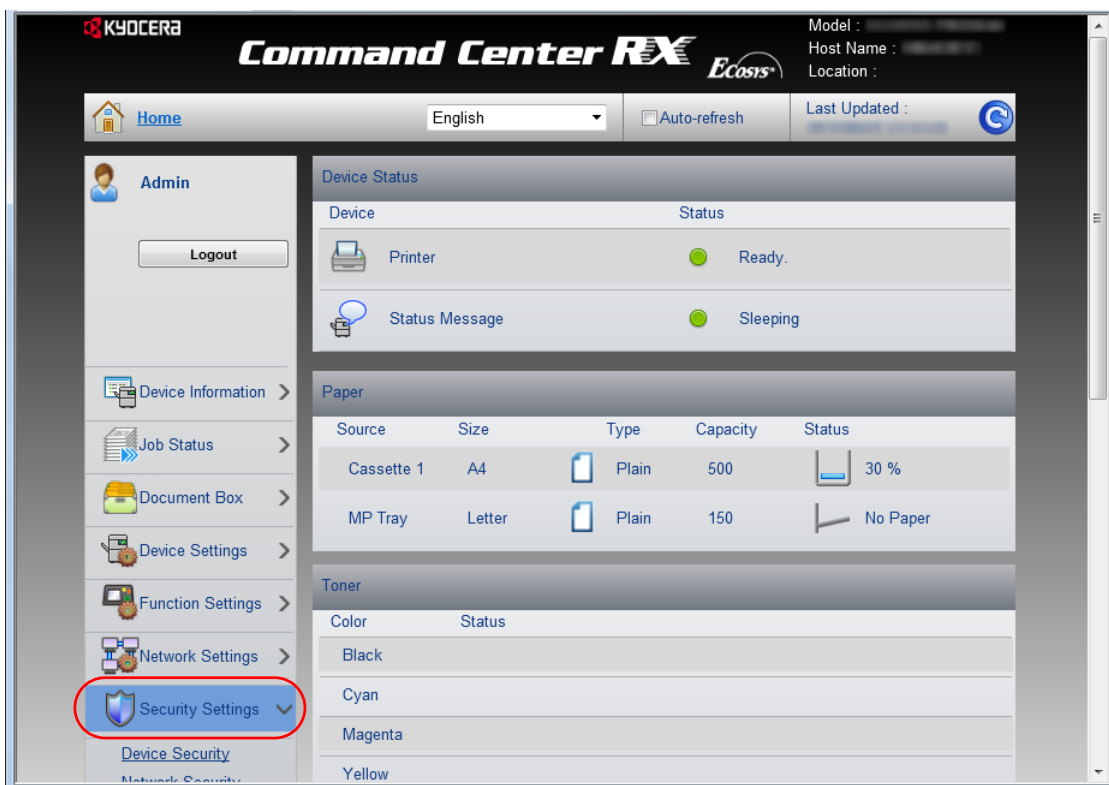 KYOCERA
Command Center RX Ecosys
Model :
Host Name :
Location :
Home
English
Auto-refresh
Last Updated :
Admin
Logout
Device Information
Job Status
Document Box
Device Settings
Function Settings
Network Settings
Security Settings
Device Security
Network Security
Device Status
Device Status
Printer Ready.
Status Message Sleeping
Paper
Source Size Type Capacity Status
Cassette 1 A4 Plain 500 30 %
MP Tray Letter Plain 150 No Paper
Toner
Color Status
Black
Cyan
Magenta
Yellow